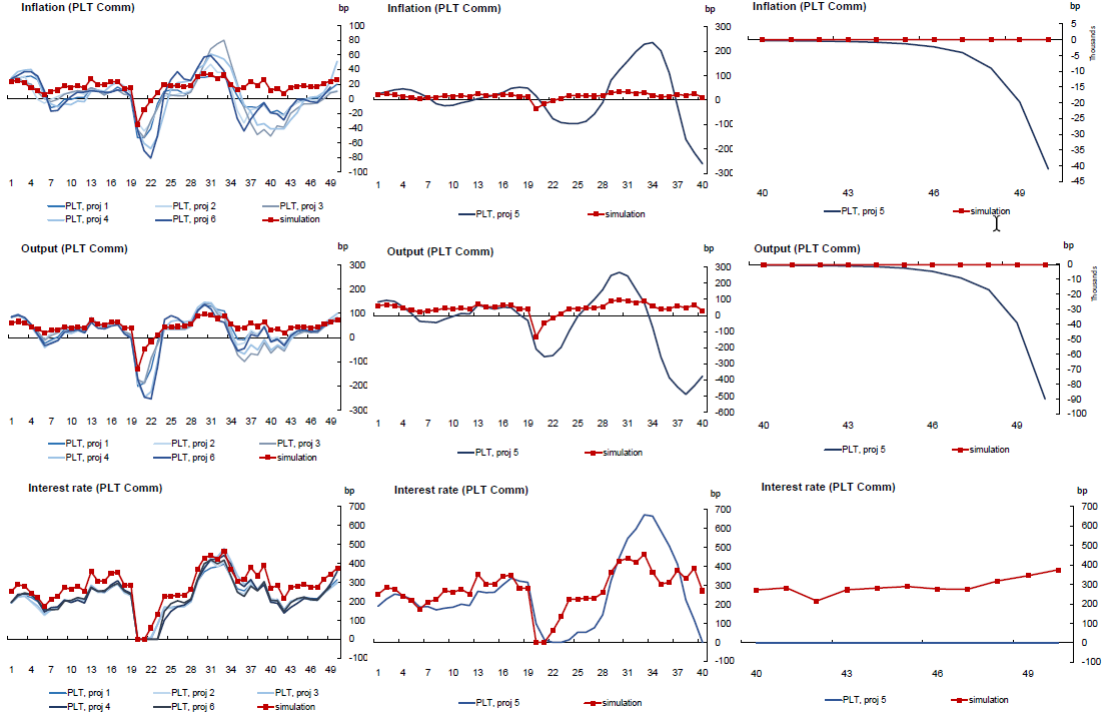 Inflation (PLT Comm)
bp
100
80
60
40
20
0
-20
-40
-60
-80
-100
1 4 7 10 13 16 19 22 25 28 31 34 37 40 43 46 49
PLT, proj 1 PLT, proj 2 PLT, proj 3
PLT, proj 4 PLT, proj 6 simulation
Inflation (PLT Comm)
bp
300
200
100
0
-100
-200
-300
1 4 7 10 13 16 19 22 25 28 31 34 37 40
PLT, proj 5 simulation
Inflation (PLT Comm)
bp
5
0
-5
-10
-15
-20
-25
-30
-35
-40
-45
Thousands
40 43 46 49
PLT, proj 5 simulation
Output (PLT Comm)
bp
300
200
100
0
-100
-200
-300
1 4 7 10 13 16 19 22 25 28 31 34 37 40 43 46 49
PLT, proj 1 PLT, proj 2 PLT, proj 3
PLT, proj 4 PLT, proj 6 simulation
Output (PLT Comm)
bp
300
200
100
0
-100
-200
-300
-400
-500
-600
1 4 7 10 13 16 19 22 25 28 31 34 37 40
PLT, proj 5 simulation
Output (PLT Comm)
bp
0
-10
-20
-30
-40
-50
-60
-70
-80
-90
-100
Thousands
40 43 46 49
PLT, proj 5 simulation
Interest rate (PLT Comm)
bp
700
600
500
400
300
200
100
0
-100
1 4 7 10 13 16 19 22 25 28 31 34 37 40 43 46 49
PLT, proj 1 PLT, proj 2 PLT, proj 3
PLT, proj 4 PLT, proj 6 simulation
Interest rate (PLT Comm)
bp
700
600
500
400
300
200
100
0
-100
1 4 7 10 13 16 19 22 25 28 31 34 37 40
PLT, proj 5 simulation
Interest rate (PLT Comm)
bp
700
600
500
400
300
200
100
0
-100
40 43 46 49
PLT, proj 5 simulation